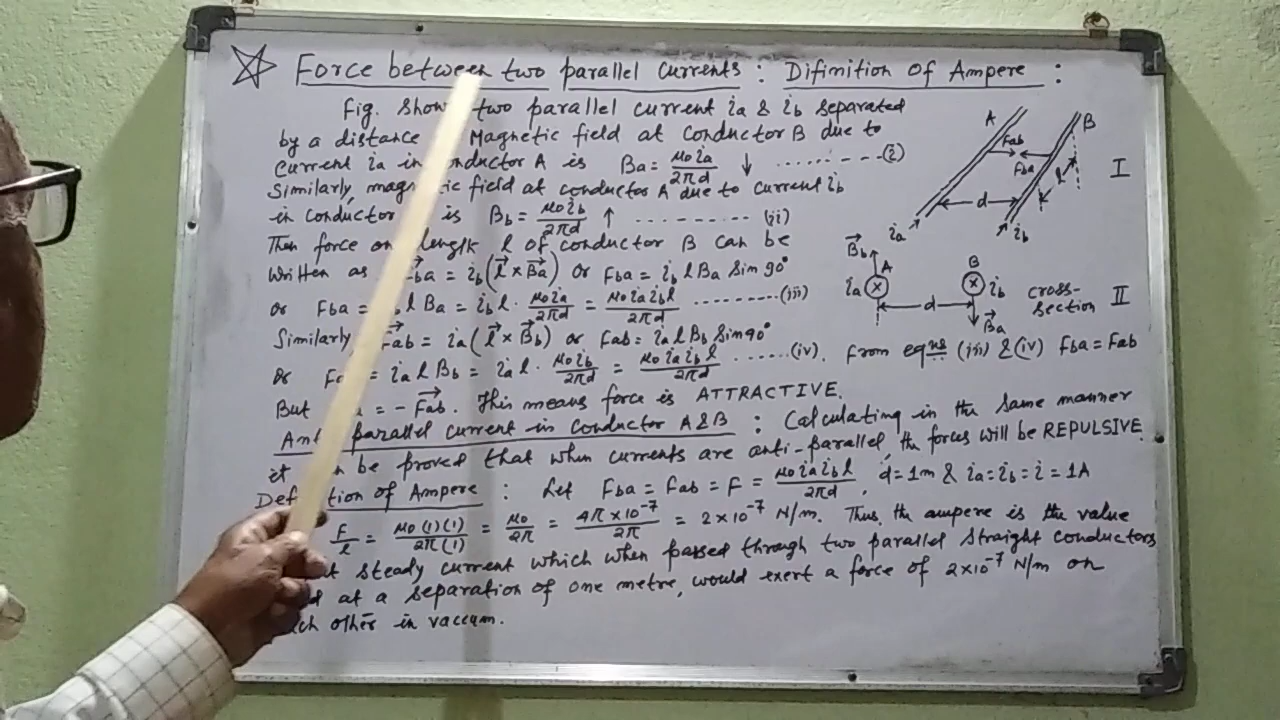 Force between two parallel currents : Difinition of Ampere :
Fig. Show two parallel current ia & ib separated
by a distance Magnetic field at conductor B due to
current ia in conductor A is Ba = μ0ia/2πd ↓ ---------(i)
Similarly, magnetic field at conductor A due to current ib
in conductor is Bb = μ0ib/2πd ↑ ---------- (ii)
Then force on length l of conductor B can be
written as Fba = ib(l × Ba) or Fba = ib l Ba Sin 90°
or Fba = ib l Ba = ib l · μ0ia/2πd = μ0iaibl/2πd ---------(iii)
Similarly Fab = ia(l × Bb) or Fab = ia l Bb Sin90°
or Fab = ia l Bb = ia l · μ0ib/2πd = μ0iaibl/2πd ......(iv). From eqns (iii) & (iv) Fba = Fab
But = - Fab. This means force is ATTRACTIVE.
Anti parallel current in conductor A&B : Calculating in the same manner
it can be proved that when currents are anti-parallel, the forces will be REPULSIVE.
Definition of Ampere : Let Fba = Fab = F = μ0iaibl/2πd, d=1m & ia=ib=i=1A
F/l = μ0(1)(1)/2π(1) = μ0/2π = 4π×10⁻⁷/2π = 2×10⁻⁷ N/m. Thus, the ampere is the value
steady current which when passed through two parallel straight conductors
at a separation of one metre, would exert a force of 2×10⁻⁷ N/m on
each other in vaccum.
A B
Fab
Fba
l
d
ia ib
I
Bb
A B
ia ⊗ ⊗ ib
d
Ba
cross-
section
II